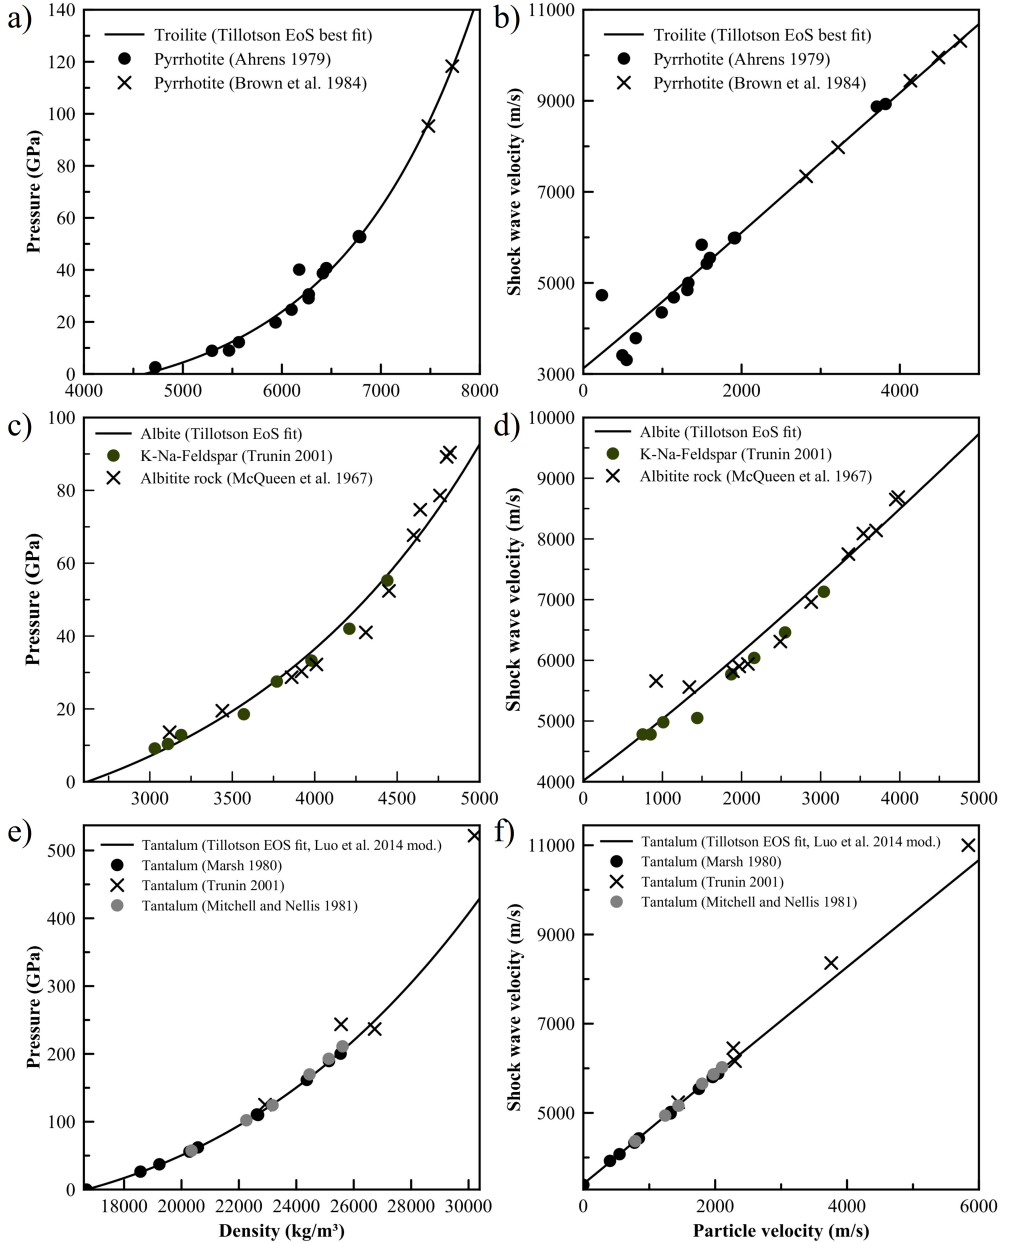 a)
140
120
100
80
60
40
20
0
Pressure (GPa)
Troilite (Tillotson EoS best fit)
Pyrrhotite (Ahrens 1979)
Pyrrhotite (Brown et al. 1984)
4000 5000 6000 7000 8000
b)
11000
9000
7000
5000
3000
Shock wave velocity (m/s)
Troilite (Tillotson EoS best fit)
Pyrrhotite (Ahrens 1979)
Pyrrhotite (Brown et al. 1984)
0 2000 4000
c)
100
80
60
40
20
0
Pressure (GPa)
Albite (Tillotson EoS fit)
K-Na-Feldspar (Trunin 2001)
Albitite rock (McQueen et al. 1967)
3000 3500 4000 4500 5000
d)
10000
9000
8000
7000
6000
5000
4000
Shock wave velocity (m/s)
Albite (Tillotson EoS fit)
K-Na-Feldspar (Trunin 2001)
Albitite rock (McQueen et al. 1967)
0 1000 2000 3000 4000 5000
e)
500
400
300
200
100
0
Pressure (GPa)
Tantalum (Tillotson EOS fit, Luo et al. 2014 mod.)
Tantalum (Marsh 1980)
Tantalum (Trunin 2001)
Tantalum (Mitchell and Nellis 1981)
18000 20000 22000 24000 26000 28000 30000
Density (kg/m³)
f)
11000
9000
7000
5000
Shock wave velocity (m/s)
Tantalum (Tillotson EOS fit, Luo et al. 2014 mod.)
Tantalum (Marsh 1980)
Tantalum (Trunin 2001)
Tantalum (Mitchell and Nellis 1981)
0 2000 4000 6000
Particle velocity (m/s)